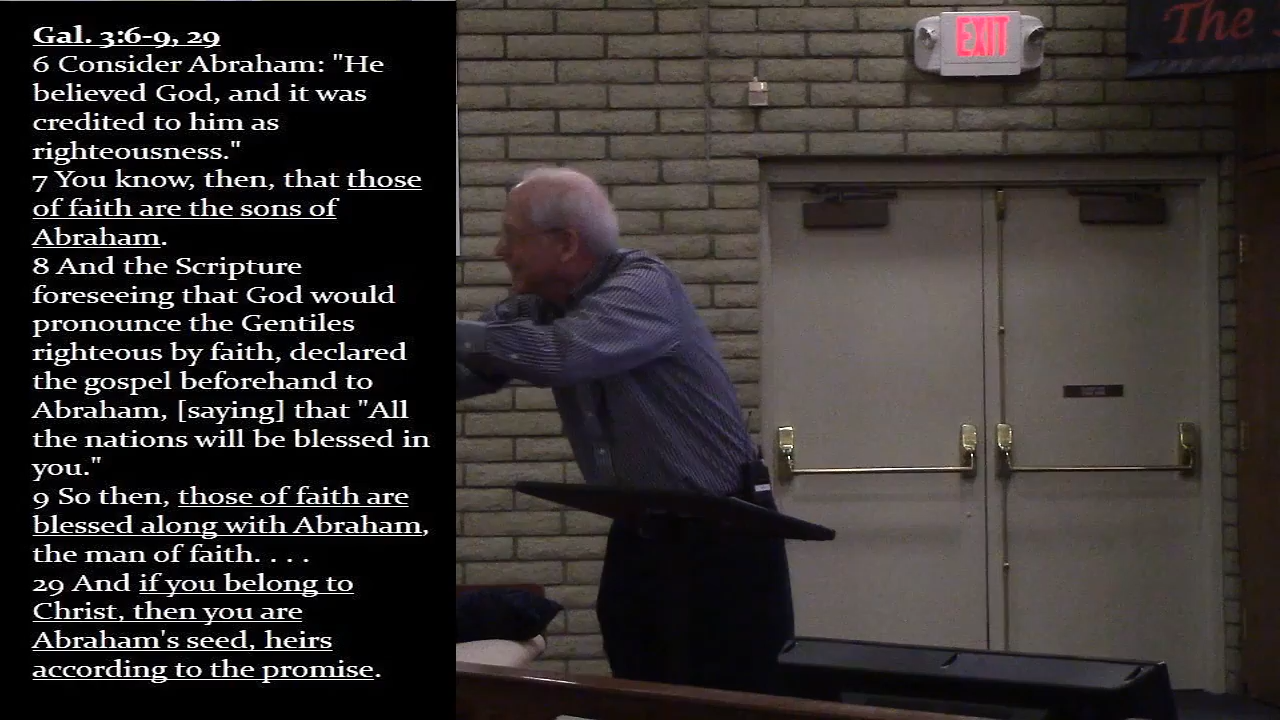 Gal. 3:6-9, 29
6 Consider Abraham: "He
believed God, and it was
credited to him as
righteousness."
7 You know, then, that those
of faith are the sons of
Abraham.
8 And the Scripture
foreseeing that God would
pronounce the Gentiles
righteous by faith, declared
the gospel beforehand to
Abraham, [saying] that "All
the nations will be blessed in
you."
9 So then, those of faith are
blessed along with Abraham,
the man of faith. . . .
29 And if you belong to
Christ, then you are
Abraham's seed, heirs
according to the promise.
EXIT
The